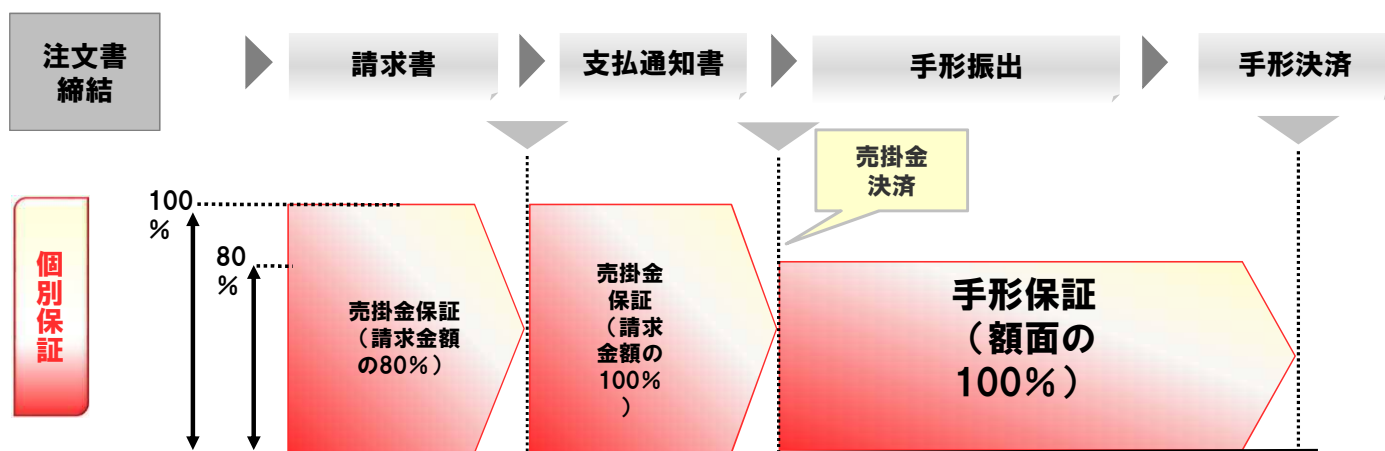 注文書
締結
請求書
支払通知書
手形振出
手形決済
売掛金
決済
個別保証
100
%
80
%
売掛金保証
（請求金額
の80%）
売掛金
保証
（請求
金額の
100%
）
手形保証
（額面の
100%）